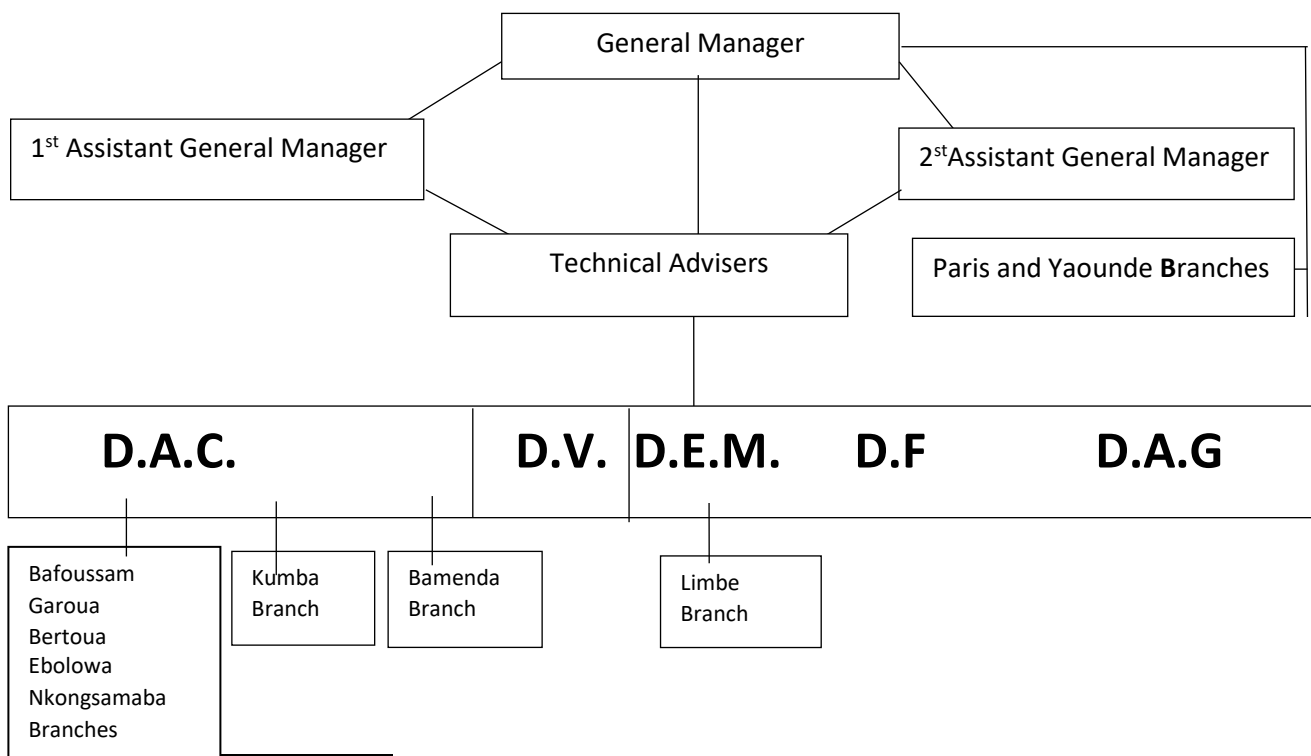 General Manager
1st Assistant General Manager
2stAssistant General Manager
Technical Advisers
Paris and Yaounde Branches
D.A.C.
D.V.
D.E.M.
D.F
D.A.G
Bafoussam
Garoua
Bertoua
Ebolowa
Nkongsamaba
Branches
Kumba
Branch
Bamenda
Branch
Limbe
Branch